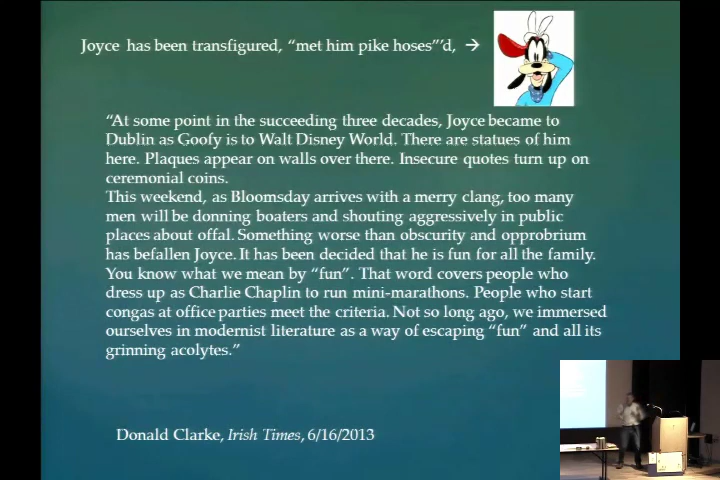 Joyce has been transfigured, “met him pike hoses”’d, →
“At some point in the succeeding three decades, Joyce became to
Dublin as Goofy is to Walt Disney World. There are statues of him
here. Plaques appear on walls over there. Insecure quotes turn up on
ceremonial coins.
This weekend, as Bloomsday arrives with a merry clang, too many
men will be donning boaters and shouting aggressively in public
places about offal. Something worse than obscurity and opprobrium
has befallen Joyce. It has been decided that he is fun for all the family.
You know what we mean by “fun”. That word covers people who
dress up as Charlie Chaplin to run mini-marathons. People who start
congas at office parties meet the criteria. Not so long ago, we immersed
ourselves in modernist literature as a way of escaping “fun” and all its
grinning acolytes.”
Donald Clarke, Irish Times, 6/16/2013